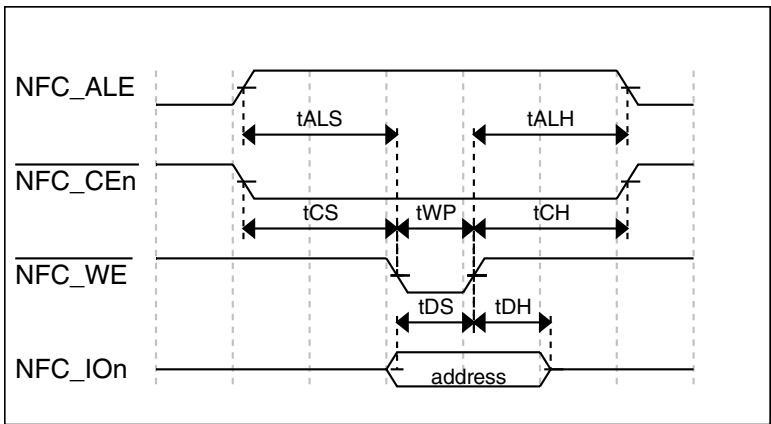 NFC_ALE
tALS tALH
NFC_CEn
tCS tWP tCH
NFC_WE
tDS tDH
NFC_IOn
address